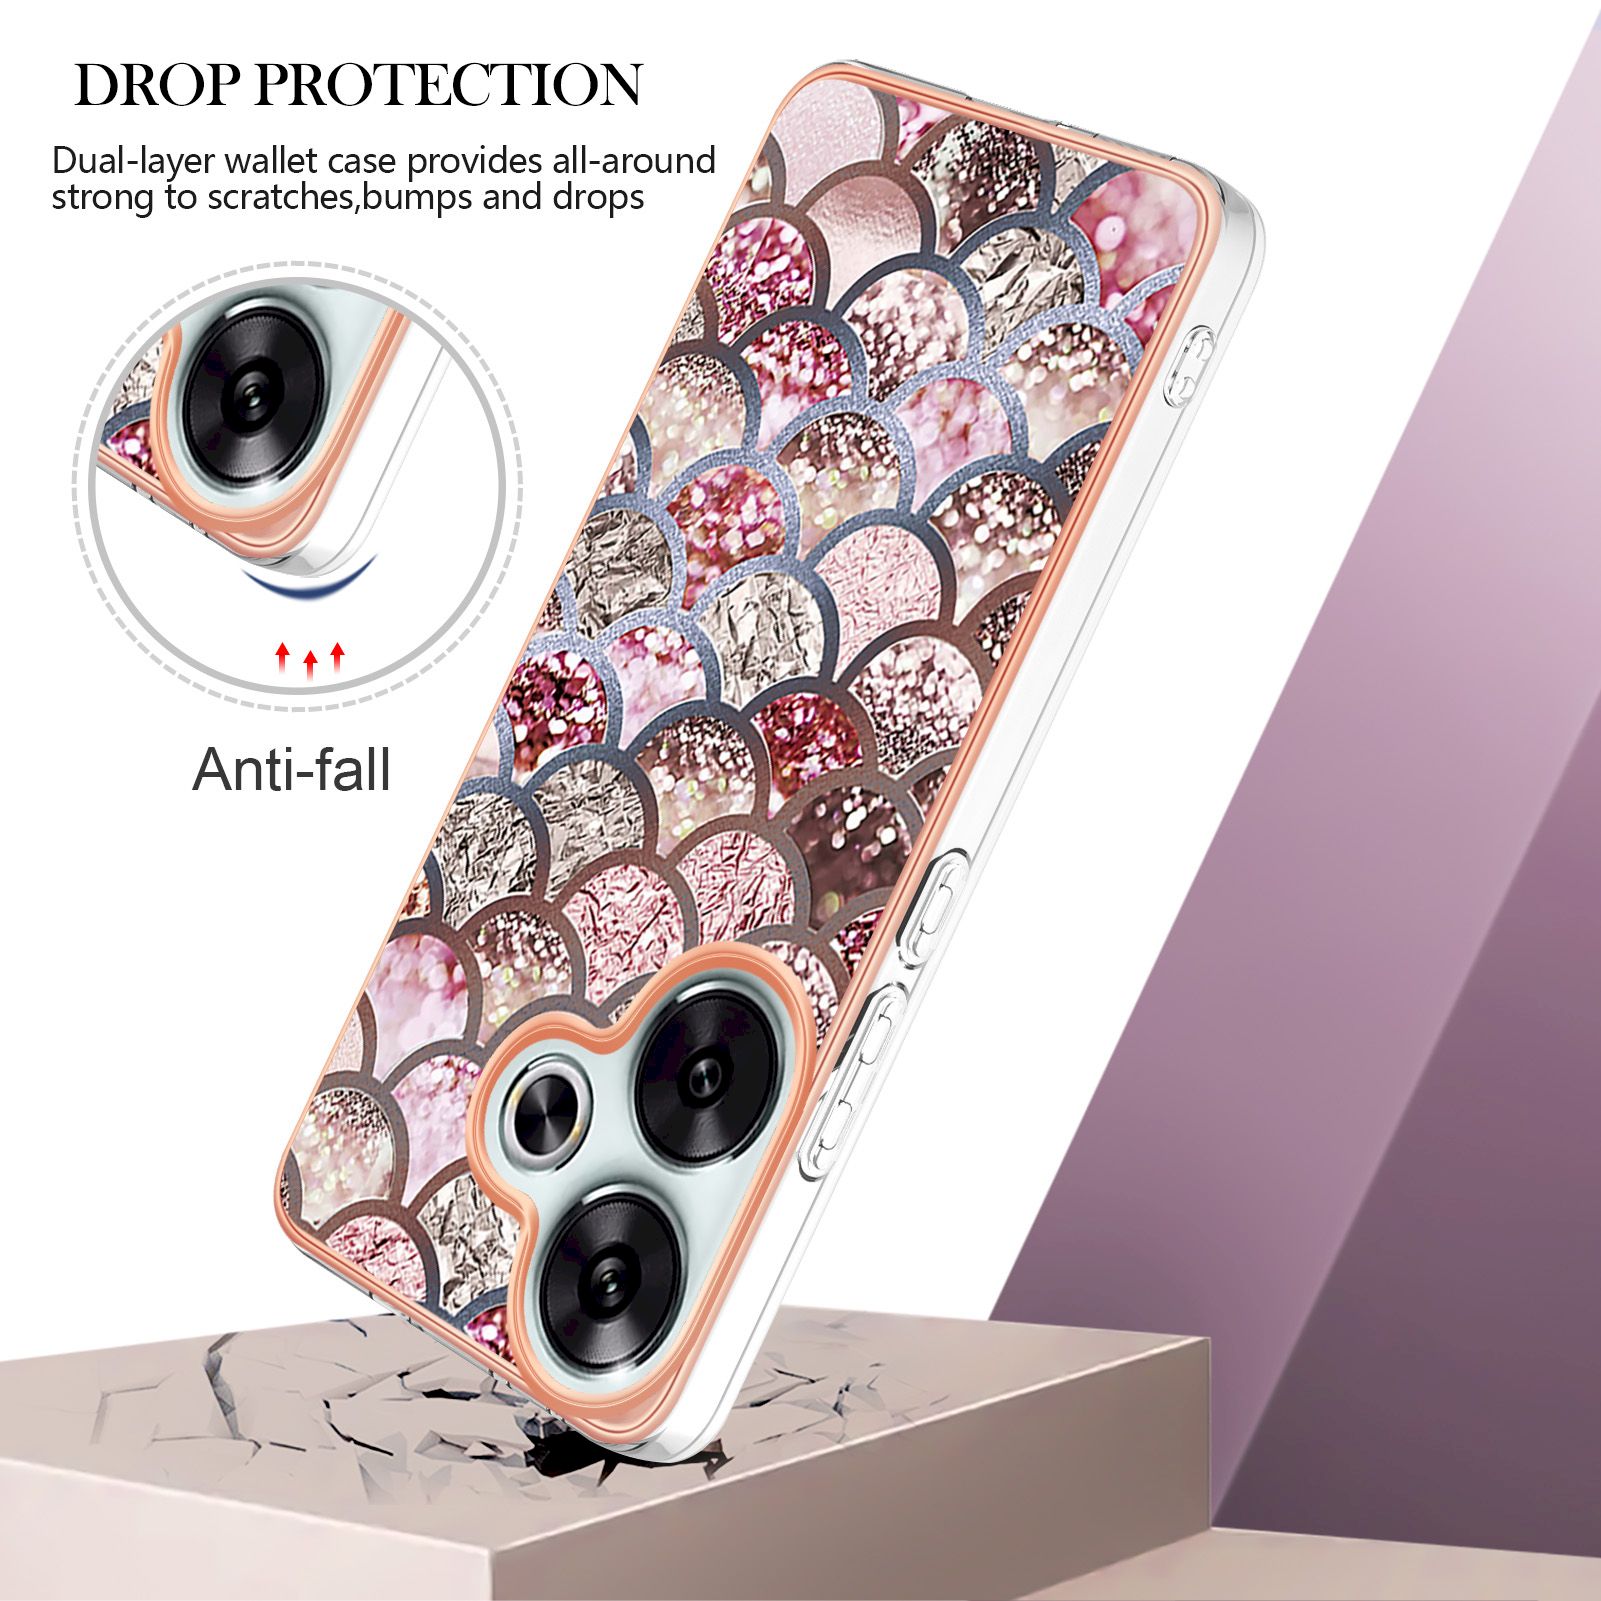 DROP PROTECTION
Dual-layer wallet case provides all-around
strong to scratches,bumps and drops
Anti-fall